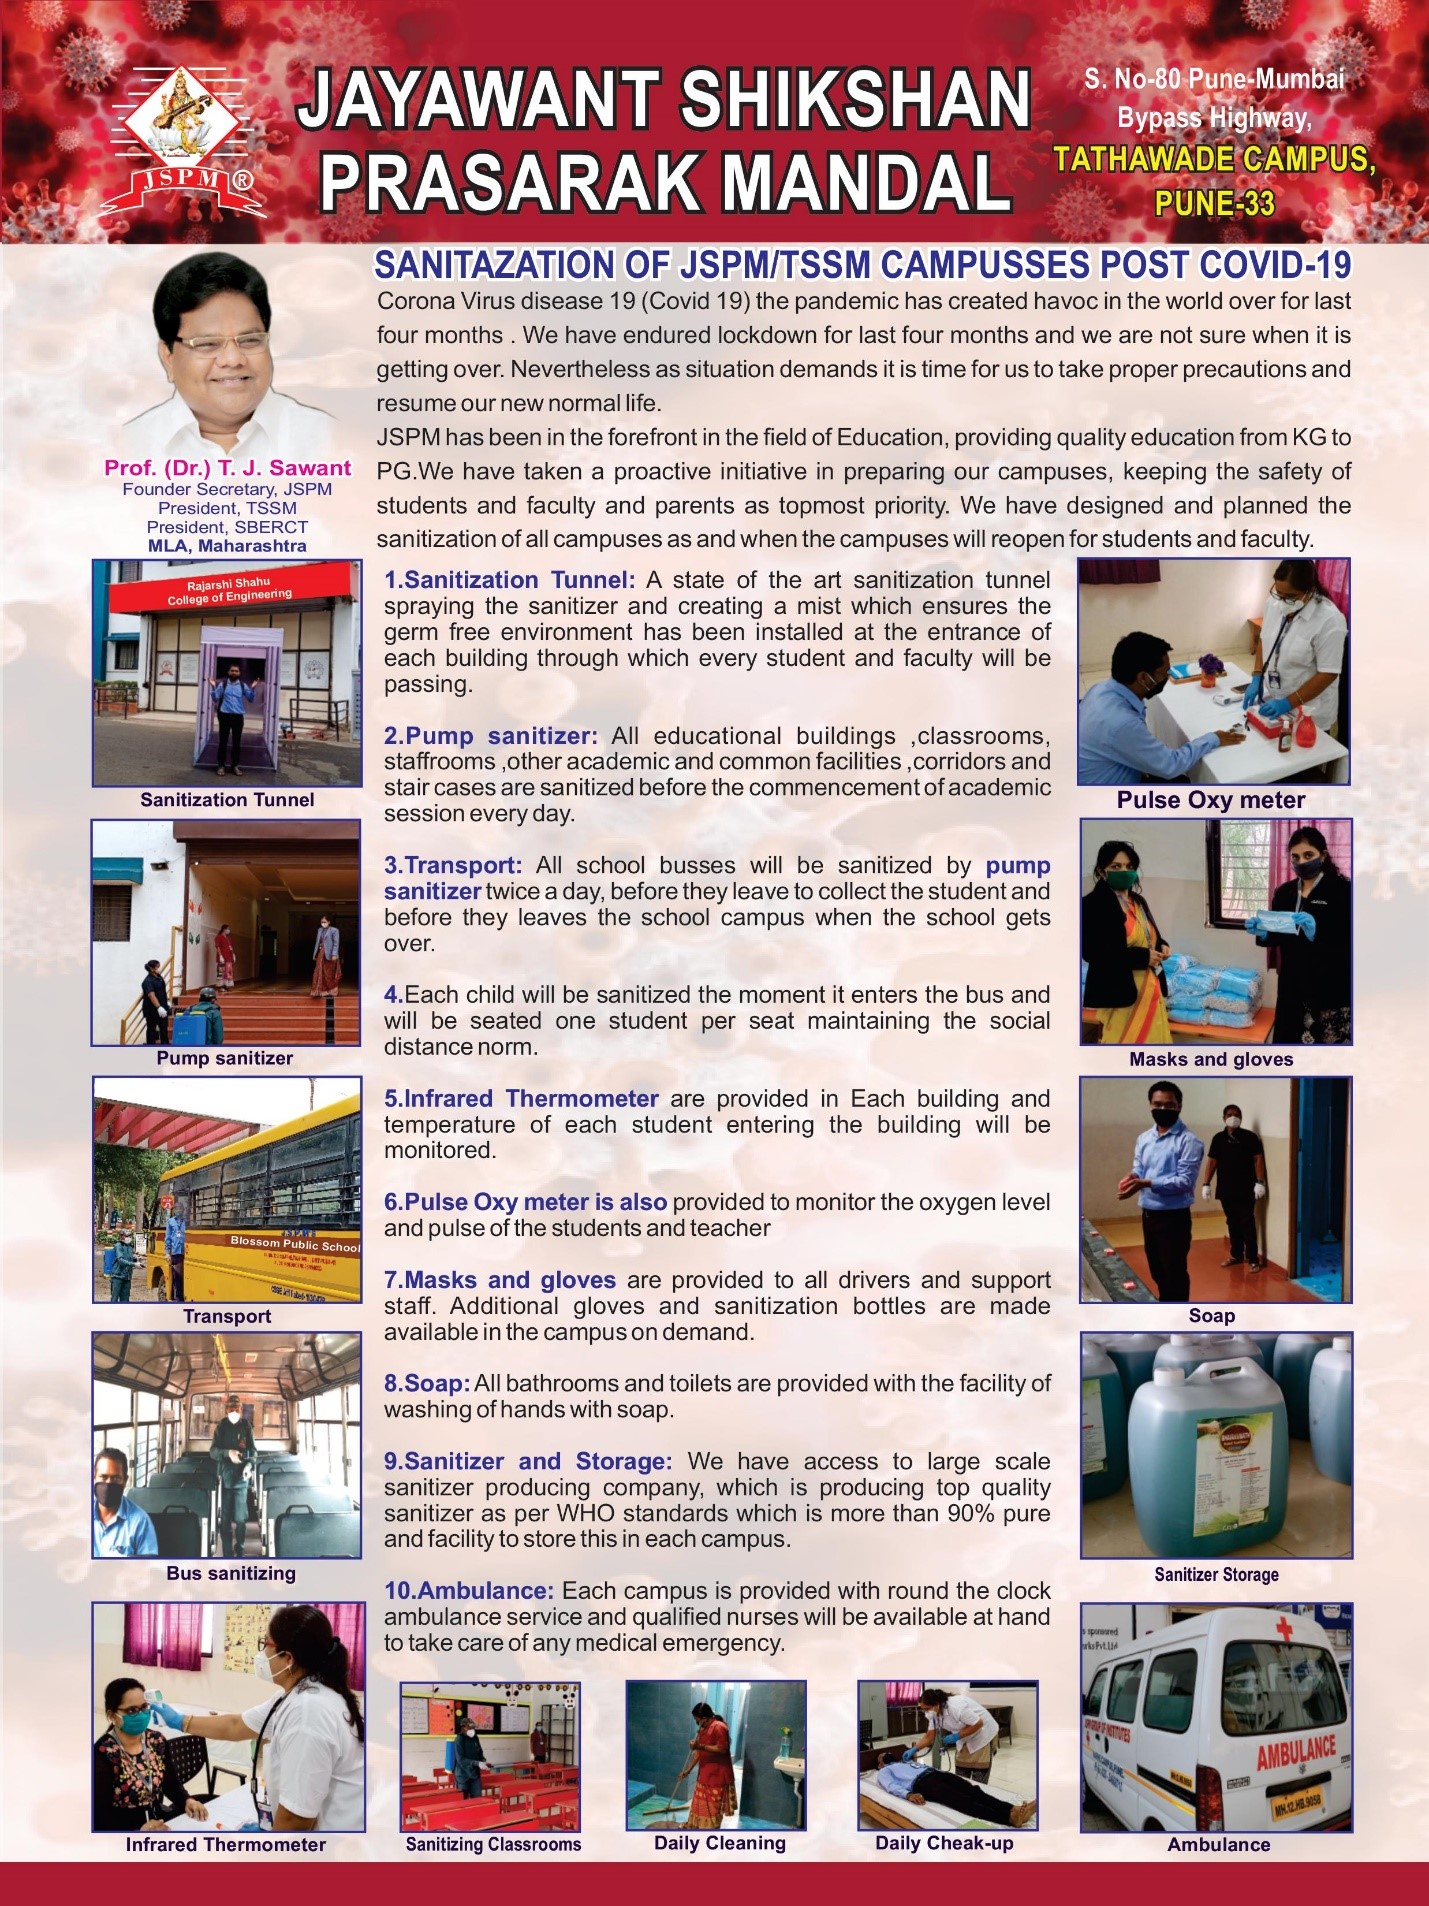 JAYAWANT SHIKSHAN
PRASARAK MANDAL
JSPM®
S. No-80 Pune-Mumbai
Bypass Highway,
TATHAWADE CAMPUS,
PUNE-33
SANITAZATION OF JSPM/TSSM CAMPUSSES POST COVID-19
Corona Virus disease 19 (Covid 19) the pandemic has created havoc in the world over for last
four months . We have endured lockdown for last four months and we are not sure when it is
getting over. Nevertheless as situation demands it is time for us to take proper precautions and
resume our new normal life.
JSPM has been in the forefront in the field of Education, providing quality education from KG to
PG.We have taken a proactive initiative in preparing our campuses, keeping the safety of
students and faculty and parents as topmost priority. We have designed and planned the
sanitization of all campuses as and when the campuses will reopen for students and faculty.
Prof. (Dr.) T. J. Sawant
Founder Secretary, JSPM
President, TSSM
President, SBERCT
MLA, Maharashtra
Rajarshi Shahu
College of Engineering
Sanitization Tunnel
Pump sanitizer
Blossom Public School
Transport
Bus sanitizing
Infrared Thermometer
1.Sanitization Tunnel: A state of the art sanitization tunnel
spraying the sanitizer and creating a mist which ensures the
germ free environment has been installed at the entrance of
each building through which every student and faculty will be
passing.
2.Pump sanitizer: All educational buildings ,classrooms,
staffrooms ,other academic and common facilities ,corridors and
stair cases are sanitized before the commencement of academic
session every day.
3.Transport: All school busses will be sanitized by pump
sanitizer twice a day, before they leave to collect the student and
before they leaves the school campus when the school gets
over.
4.Each child will be sanitized the moment it enters the bus and
will be seated one student per seat maintaining the social
distance norm.
5.Infrared Thermometer are provided in Each building and
temperature of each student entering the building will be
monitored.
6.Pulse Oxy meter is also provided to monitor the oxygen level
and pulse of the students and teacher
7.Masks and gloves are provided to all drivers and support
staff. Additional gloves and sanitization bottles are made
available in the campus on demand.
8.Soap: All bathrooms and toilets are provided with the facility of
washing of hands with soap.
9.Sanitizer and Storage: We have access to large scale
sanitizer producing company, which is producing top quality
sanitizer as per WHO standards which is more than 90% pure
and facility to store this in each campus.
10.Ambulance: Each campus is provided with round the clock
ambulance service and qualified nurses will be available at hand
to take care of any medical emergency.
Sanitizing Classrooms
Daily Cleaning
Daily Cheak-up
Pulse Oxy meter
Masks and gloves
Soap
Sanitizer Storage
AMBULANCE
MH.12.HB.9058
Ambulance